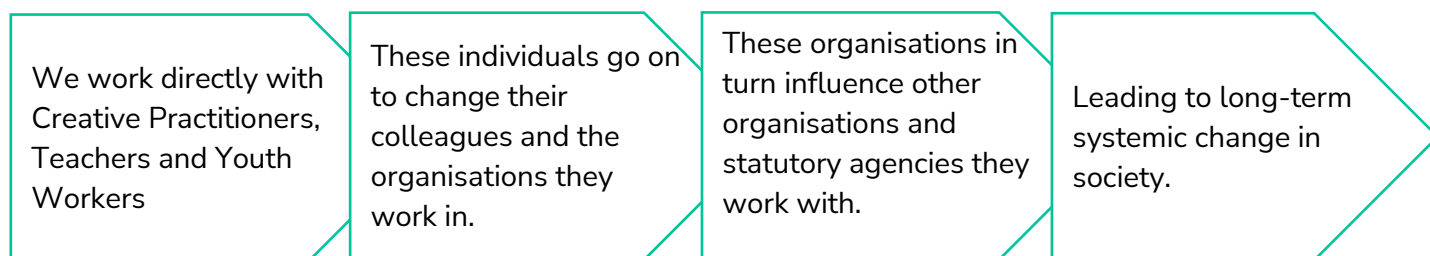 We work directly with
Creative Practitioners,
Teachers and Youth
Workers
These individuals go on
to change their
colleagues and the
organisations they
work in.
These organisations in
turn influence other
organisations and
statutory agencies they
work with.
Leading to long-term
systemic change in
society.